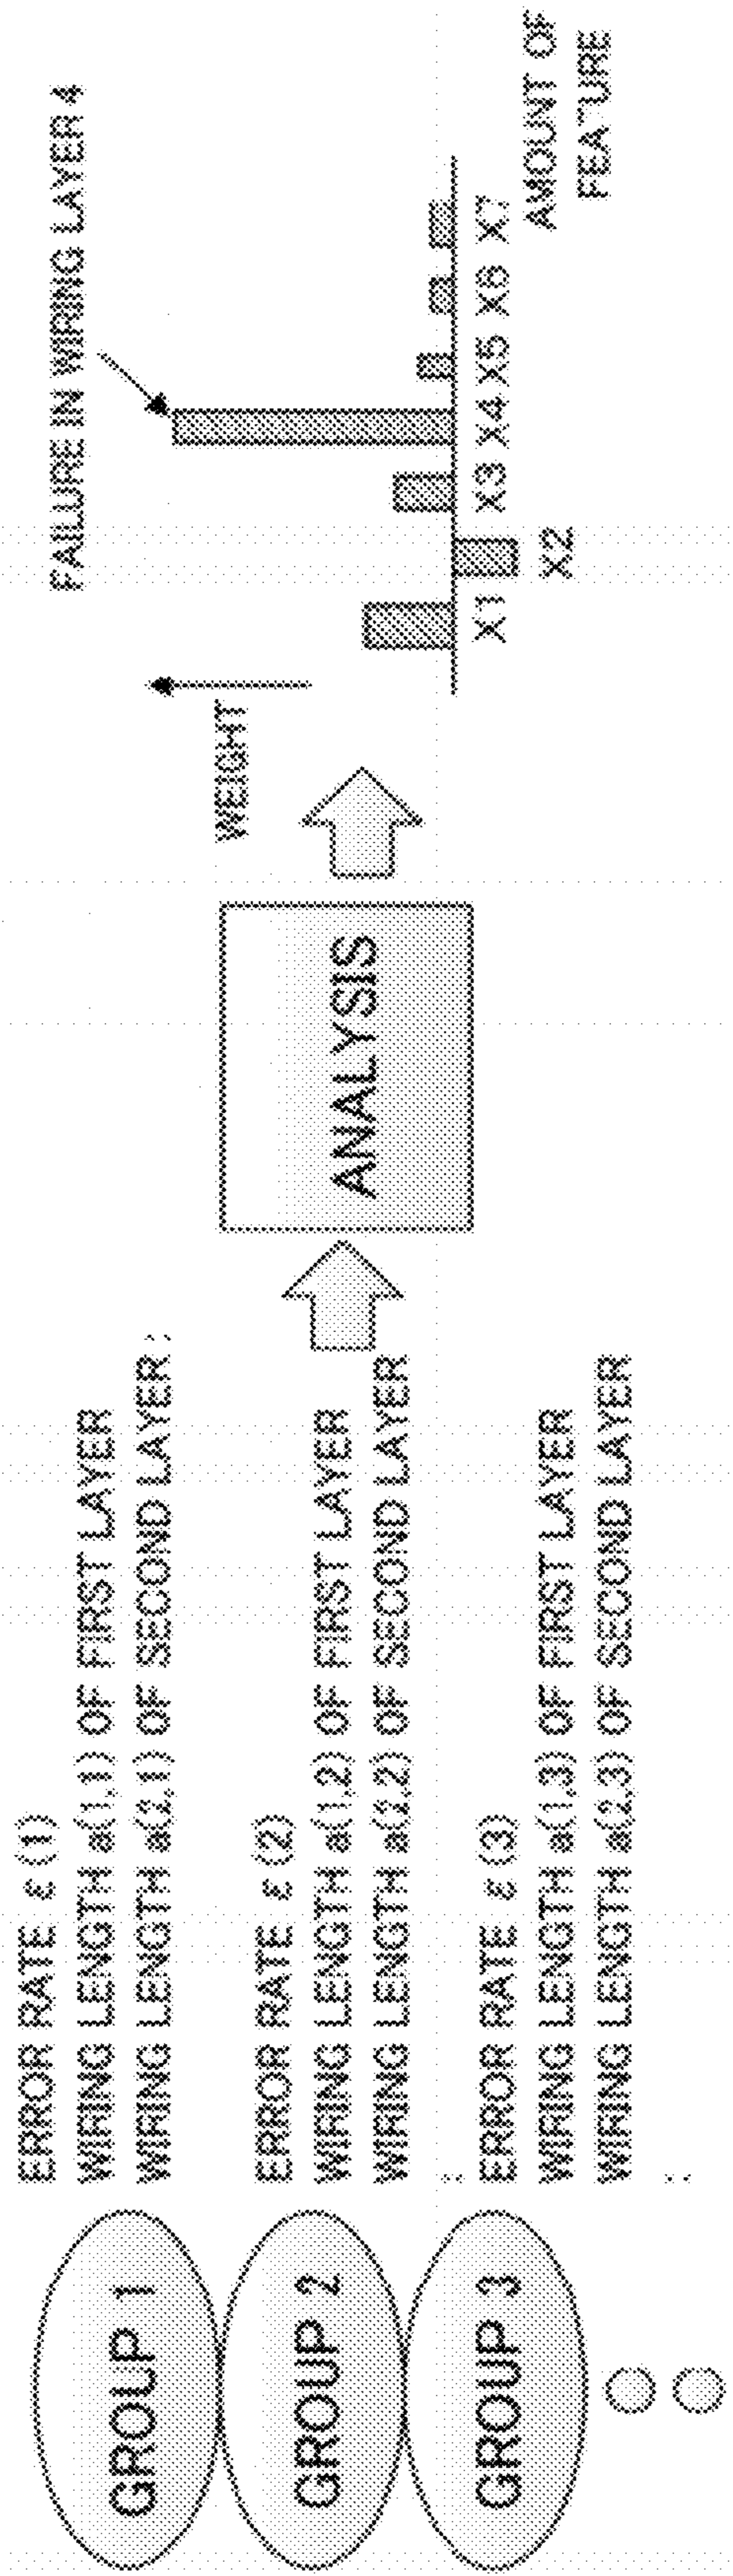 GROUP 1
ERROR RATE ε (1)
WIRING LENGTH a(1,1) OF FIRST LAYER
WIRING LENGTH a(2,1) OF SECOND LAYER
GROUP 2
ERROR RATE ε (2)
WIRING LENGTH a(1,2) OF FIRST LAYER
WIRING LENGTH a(2,2) OF SECOND LAYER
GROUP 3
ERROR RATE ε (3)
WIRING LENGTH a(1,3) OF FIRST LAYER
WIRING LENGTH a(2,3) OF SECOND LAYER
ANALYSIS
WEIGHT
FAILURE IN WIRING LAYER 4
X1 X2 X3 X4 X5 X6 X7
AMOUNT OF
FEATURE